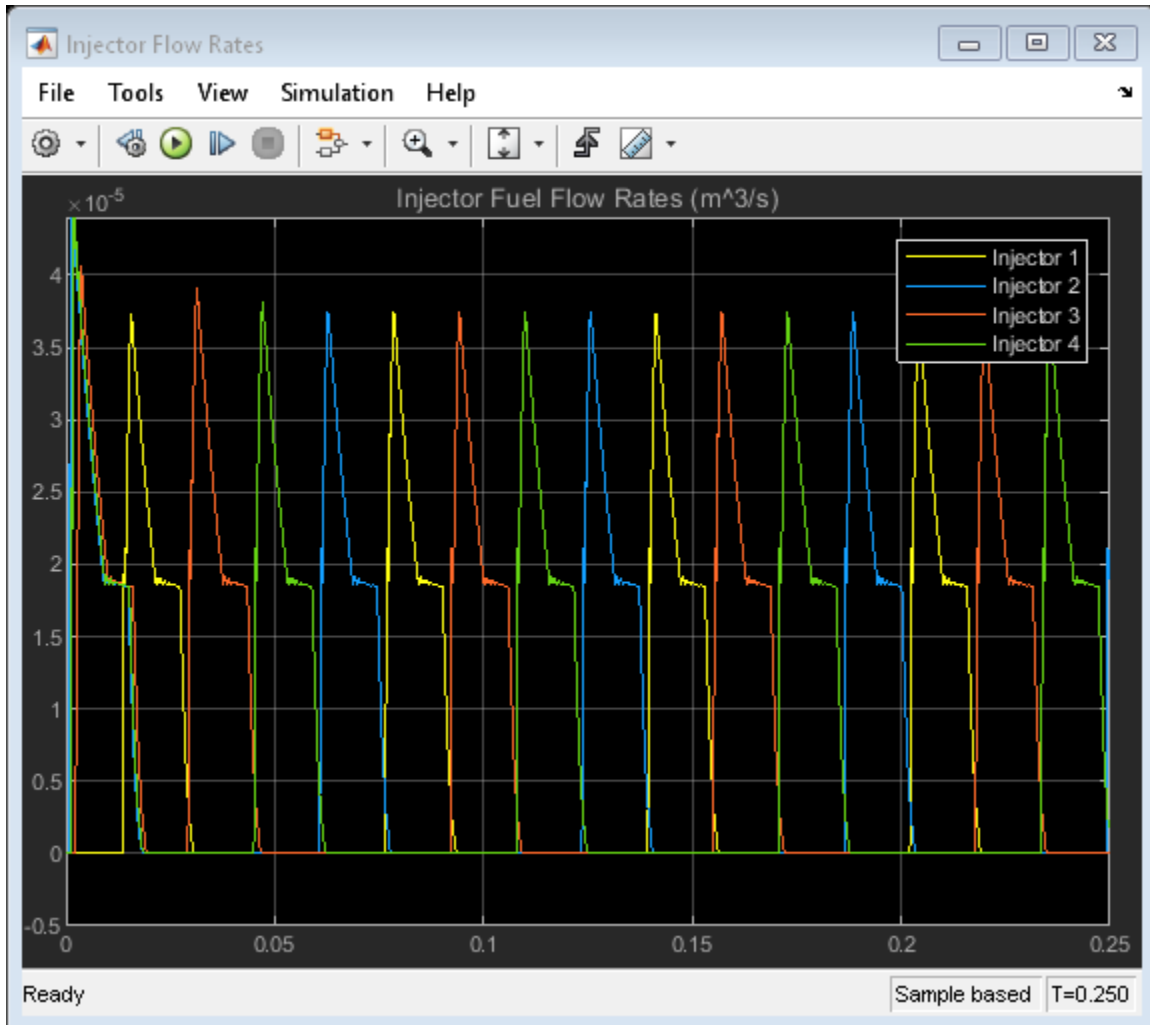 Injector Flow Rates
File Tools View Simulation Help
×10^-5
Injector Fuel Flow Rates (m^3/s)
Injector 1
Injector 2
Injector 3
Injector 4
4
3.5
3
2.5
2
1.5
1
0.5
0
-0.5
0 0.05 0.1 0.15 0.2 0.25
Ready
Sample based T=0.250